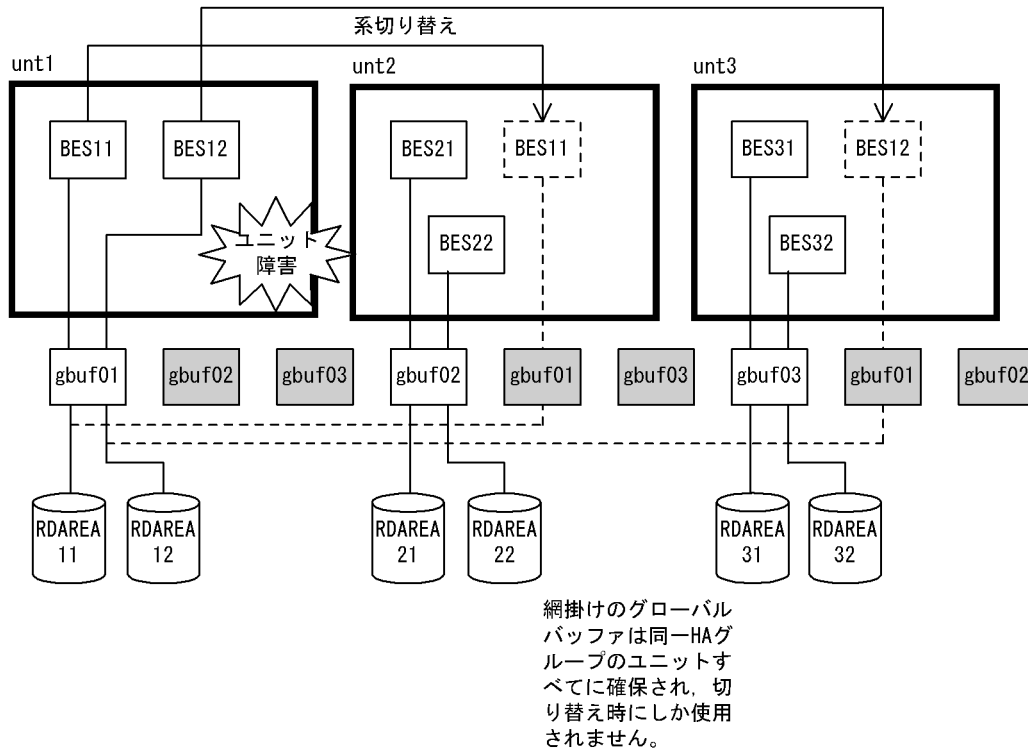 系切り替え
unt1
unt2
unt3
BES11
BES12
BES21
BES11
BES31
BES12
BES22
BES32
ユニット
障害
gbuf01
gbuf02
gbuf03
gbuf02
gbuf01
gbuf03
gbuf03
gbuf01
gbuf02
RDAREA
11
RDAREA
12
RDAREA
21
RDAREA
22
RDAREA
31
RDAREA
32
網掛けのグローバル
バッファは同一HAグ
ループのユニットす
べてに確保され，切
り替え時にしか使用
されません。